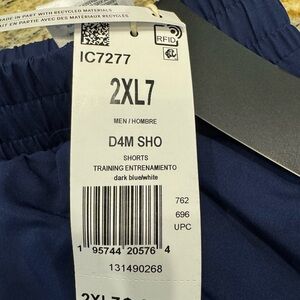 MADE IN PART WITH RECYCLED MATERIALS
FAIT EN PARTIE AVEC DES MATÉRIAUX RECYCLÉS
RFID
IC7277
2XL7
MEN / HOMBRE
D4M SHO
SHORTS
TRAINING ENTRENAMIENTO
dark blue/white
762
696
UPC
1 95744 20576 4
131490268